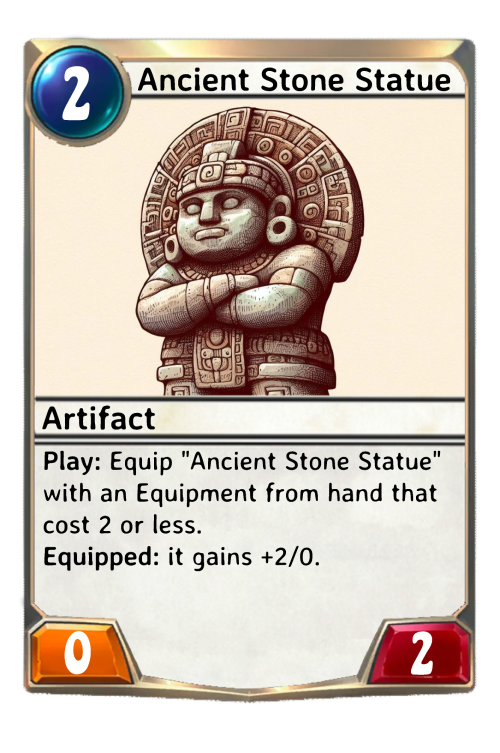 2
Ancient Stone Statue
Artifact
Play: Equip "Ancient Stone Statue"
with an Equipment from hand that
cost 2 or less.
Equipped: it gains +2/0.
0
2